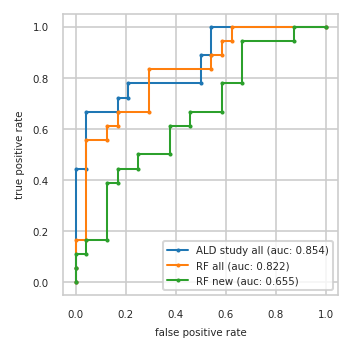 true positive rate
1.0
0.8
0.6
0.4
0.2
0.0
ALD study all (auc: 0.854)
RF all (auc: 0.822)
RF new (auc: 0.655)
0.0 0.2 0.4 0.6 0.8 1.0
false positive rate